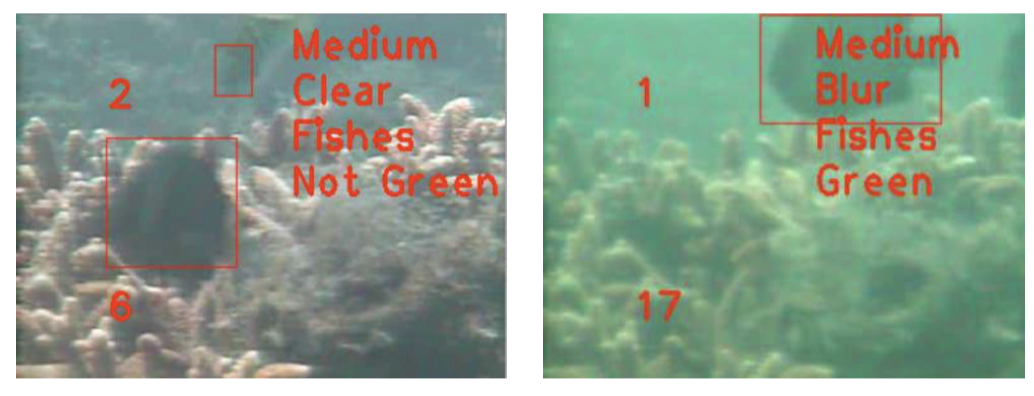 2
Medium
Clear
Fishes
Not Green
6
1
Medium
Blur
Fishes
Green
17